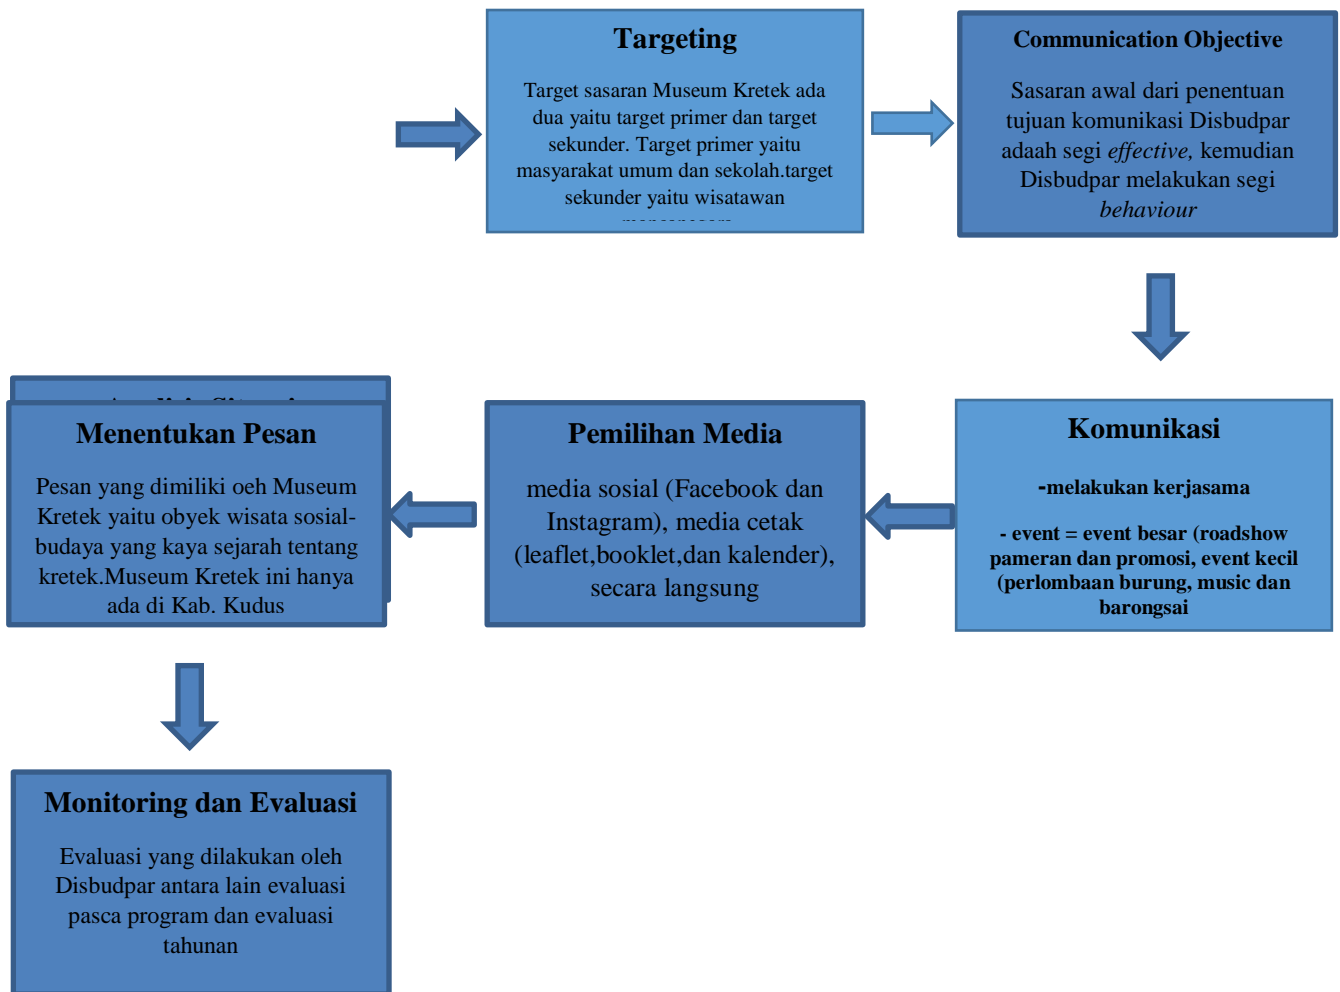 Targeting
Target sasaran Museum Kretek ada
dua yaitu target primer dan target
sekunder. Target primer yaitu
masyarakat umum dan sekolah.target
sekunder yaitu wisatawan
Communication Objective
Sasaran awal dari penentuan
tujuan komunikasi Disbudpar
adaah segi effective, kemudian
Disbudpar melakukan segi
behaviour
Komunikasi
-melakukan kerjasama
- event = event besar (roadshow
pameran dan promosi, event kecil
(perlombaan burung, music dan
barongsai
Pemilihan Media
media sosial (Facebook dan
Instagram), media cetak
(leaflet,booklet,dan kalender),
secara langsung
Menentukan Pesan
Pesan yang dimiliki oeh Museum
Kretek yaitu obyek wisata sosial-
budaya yang kaya sejarah tentang
kretek.Museum Kretek ini hanya
ada di Kab. Kudus
Monitoring dan Evaluasi
Evaluasi yang dilakukan oleh
Disbudpar antara lain evaluasi
pasca program dan evaluasi
tahunan